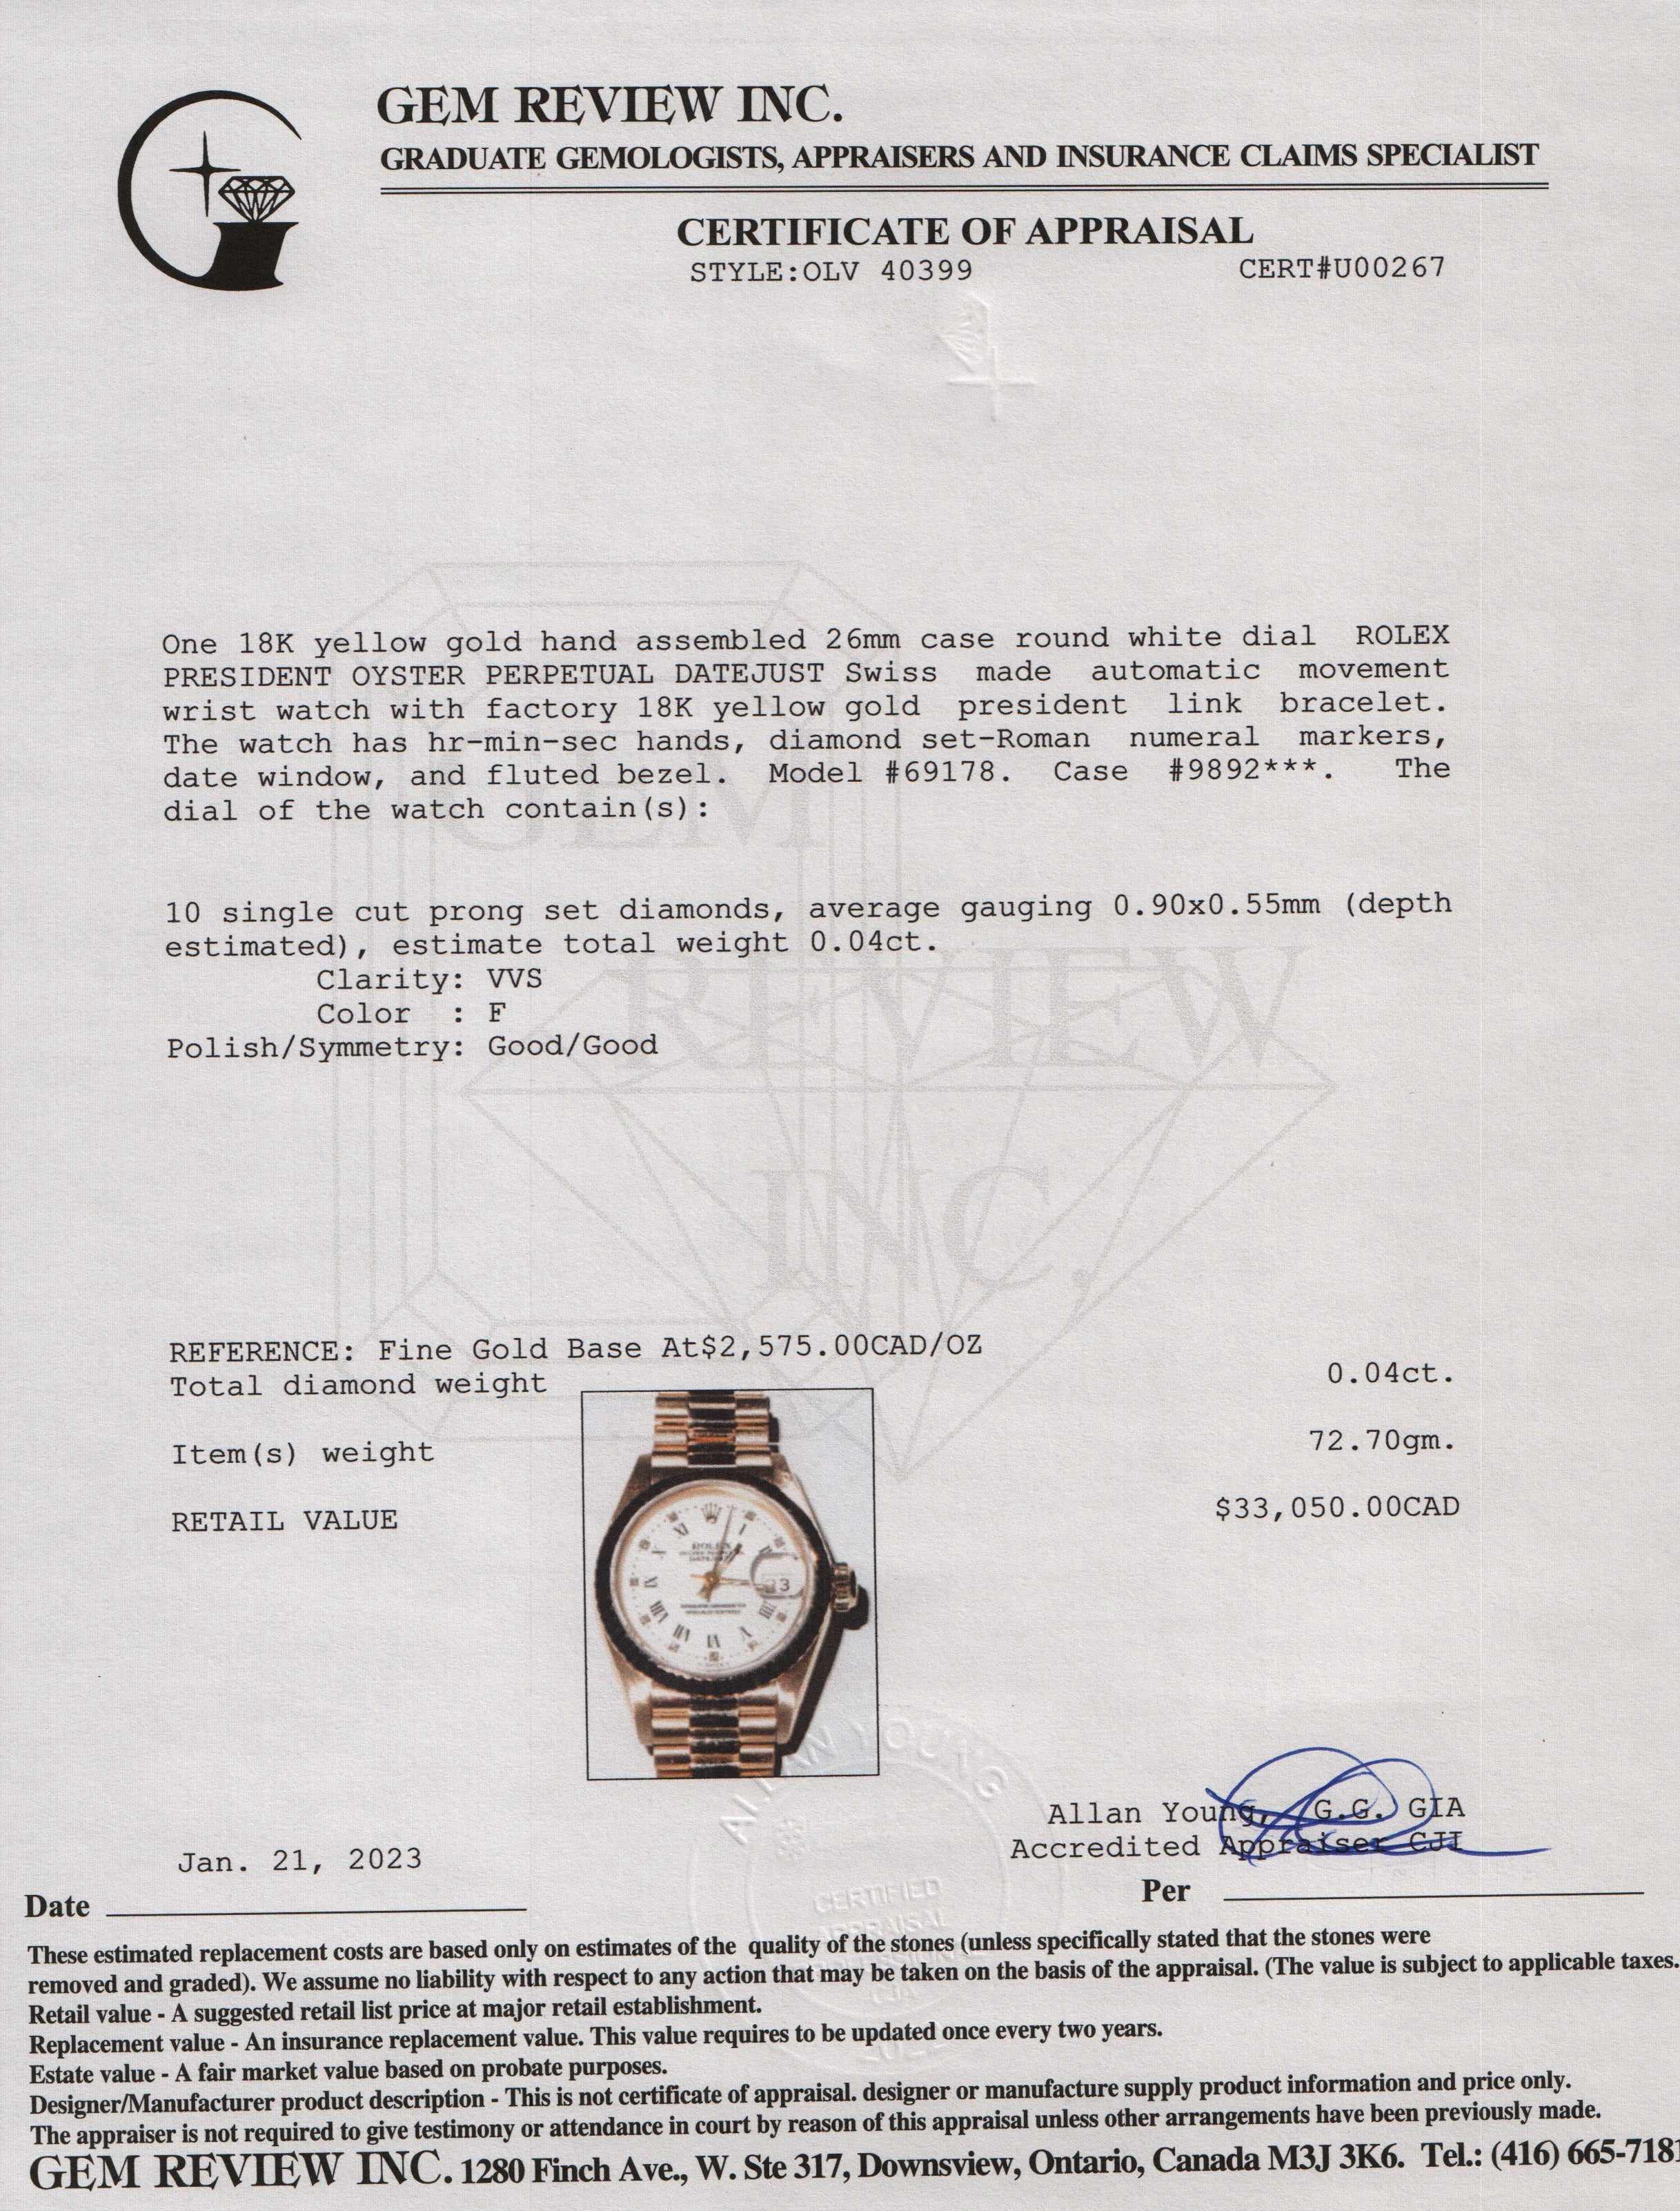 GEM REVIEW INC.
GRADUATE GEMOLOGISTS, APPRAISERS AND INSURANCE CLAIMS SPECIALIST
CERTIFICATE OF APPRAISAL
STYLE:OLV 40399 CERT#U00267
One 18K yellow gold hand assembled 26mm case round white dial ROLEX
PRESIDENT OYSTER PERPETUAL DATEJUST Swiss made automatic movement
wrist watch with factory 18K yellow gold president link bracelet.
The watch has hr-min-sec hands, diamond set-Roman numeral markers,
date window, and fluted bezel. Model #69178. Case #9892***. The
dial of the watch contain(s):
GEM
10 single cut prong set diamonds, average gauging 0.90x0.55mm (depth
estimated), estimate total weight 0.04ct.
Clarity: VVS
Color : F
Polish/Symmetry: Good/Good
REVIEW
INC.
REFERENCE: Fine Gold Base At$2,575.00CAD/OZ
Total diamond weight 0.04ct.
Item(s) weight 72.70gm.
RETAIL VALUE $33,050.00CAD
ROLEX
ALLAN YOUNG
CERTIFIED
APPRAISAL
Allan Young, G.G. GIA
Accredited Appraiser CJI
Jan. 21, 2023
Date Per
These estimated replacement costs are based only on estimates of the quality of the stones (unless specifically stated that the stones were
removed and graded). We assume no liability with respect to any action that may be taken on the basis of the appraisal. (The value is subject to applicable taxes.
Retail value - A suggested retail list price at major retail establishment.
Replacement value - An insurance replacement value. This value requires to be updated once every two years.
Estate value - A fair market value based on probate purposes.
Designer/Manufacturer product description - This is not certificate of appraisal. designer or manufacture supply product information and price only.
The appraiser is not required to give testimony or attendance in court by reason of this appraisal unless other arrangements have been previously made.
GEM REVIEW INC. 1280 Finch Ave., W. Ste 317, Downsview, Ontario, Canada M3J 3K6. Tel.: (416) 665-7181